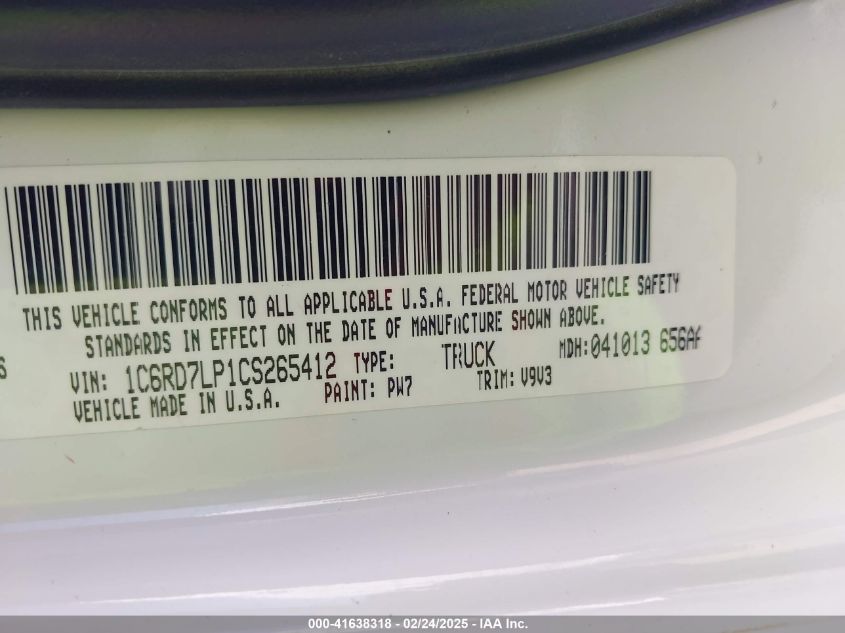 THIS VEHICLE CONFORMS TO ALL APPLICABLE U.S.A. FEDERAL MOTOR VEHICLE SAFETY
STANDARDS IN EFFECT ON THE DATE OF MANUFACTURE SHOWN ABOVE.
VIN: 1C6RD7LP1CS265412 TYPE: TRUCK MDH:041013 656
VEHICLE MADE IN U.S.A. PAINT: PW7 TRIM: V9V3
000-41638318 - 02/24/2025 - IAA Inc.